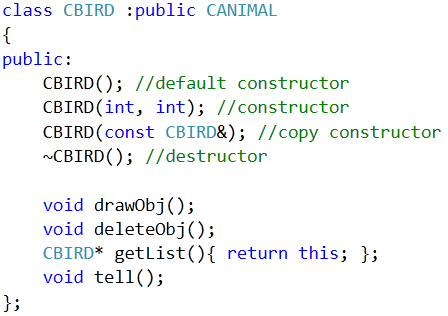 class CBIRD :public CANIMAL
{
public:
    CBIRD(); //default constructor
    CBIRD(int, int); //constructor
    CBIRD(const CBIRD&); //copy constructor
    ~CBIRD(); //destructor

    void drawObj();
    void deleteObj();
    CBIRD* getList(){ return this; };
    void tell();
};